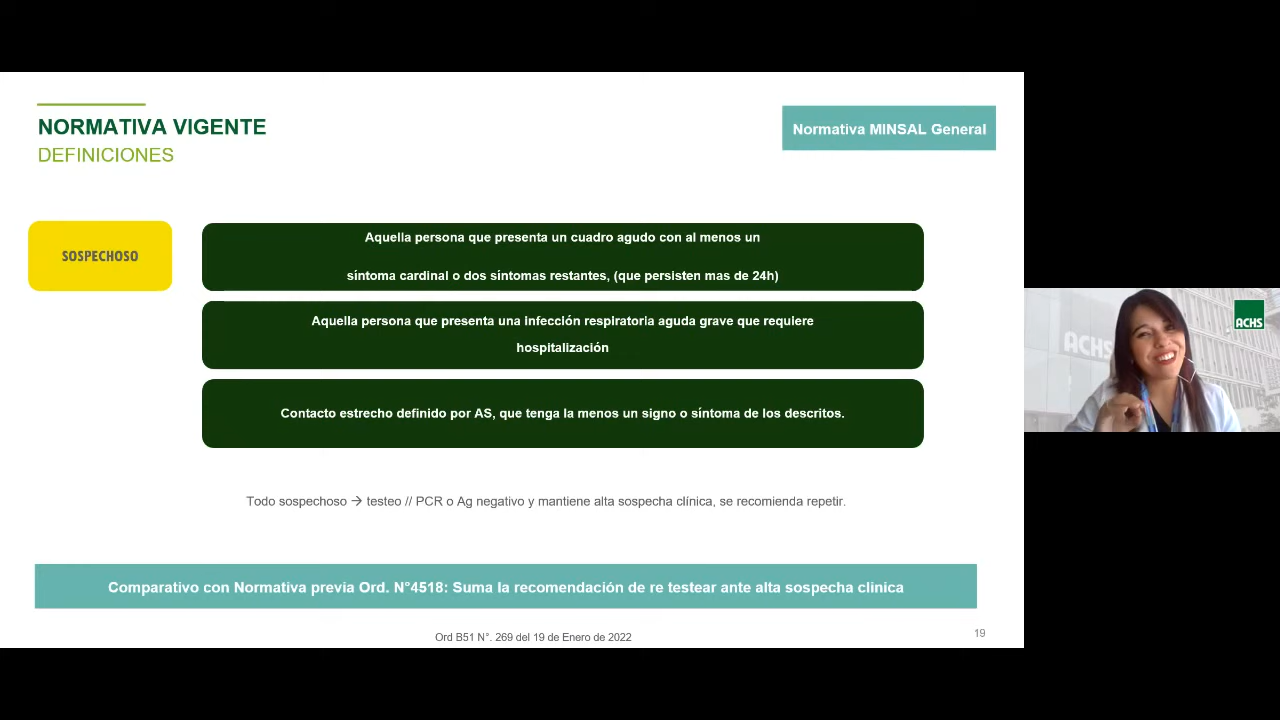 NORMATIVA VIGENTE
DEFINICIONES
Normativa MINSAL General
SOSPECHOSO
Aquella persona que presenta un cuadro agudo con al menos un
síntoma cardinal o dos síntomas restantes, (que persisten mas de 24h)
Aquella persona que presenta una infección respiratoria aguda grave que requiere
hospitalización
Contacto estrecho definido por AS, que tenga la menos un signo o síntoma de los descritos.
Todo sospechoso → testeo // PCR o Ag negativo y mantiene alta sospecha clínica, se recomienda repetir.
Comparativo con Normativa previa Ord. N°4518: Suma la recomendación de re testear ante alta sospecha clinica
Ord B51 N°. 269 del 19 de Enero de 2022
19
ACHS
ACHS